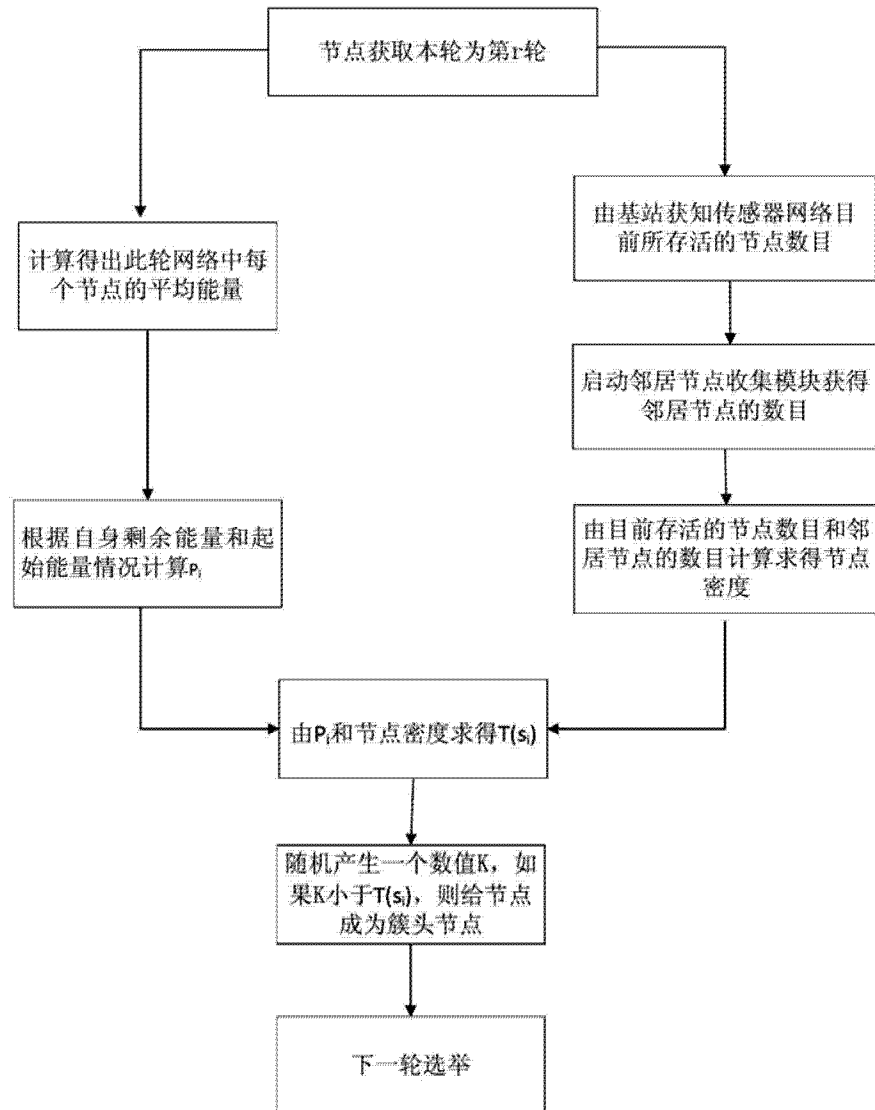 节点获取本轮为第r轮
计算得出此轮网络中每
个节点的平均能量
根据自身剩余能量和起
始能量情况计算Pi
由基站获知传感器网络目
前所存活的节点数目
启动邻居节点收集模块获得
邻居节点的数目
由目前存活的节点数目和邻
居节点的数目计算求得节点
密度
由Pi和节点密度求得T(si)
随机产生一个数值K，如
果K小于T(si)，则给节点
成为簇头节点
下一轮选举